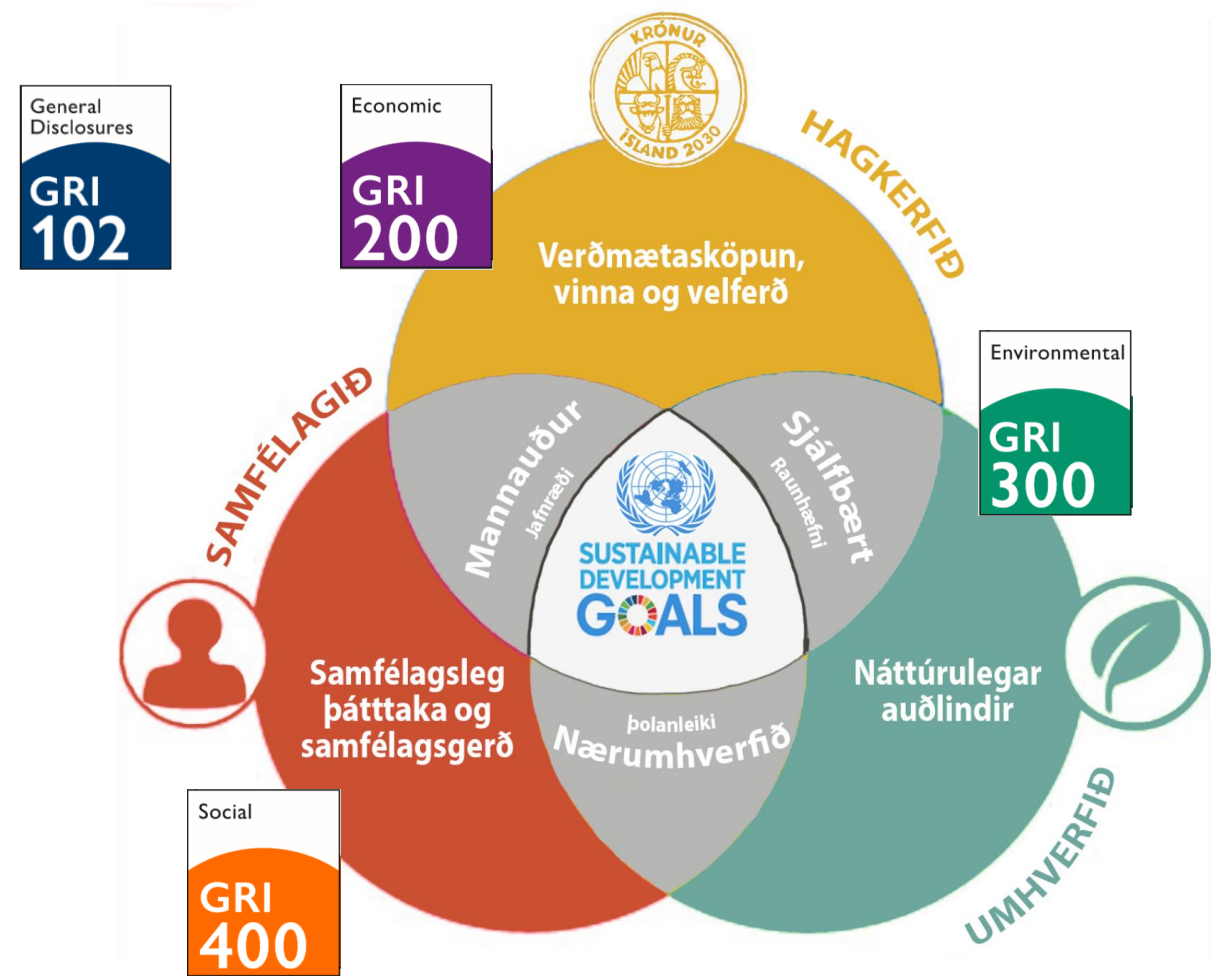 KRÓNUR
ÍSLAND 2030
General
Disclosures
GRI
102
Economic
GRI
200
HAGKERFIÐ
Verðmætasköpun,
vinna og velferð
Environmental
GRI
300
SAMFÉLAGIÐ
Mannauður
Jafnræði
Sjálfbært
Raunhæfni
SUSTAINABLE
DEVELOPMENT
GOALS
Samfélagsleg
þátttaka og
samfélagsgerð
Náttúrulegar
auðlindir
þolanleiki
Nærumhverfið
Social
GRI
400
UMHVERFIÐ